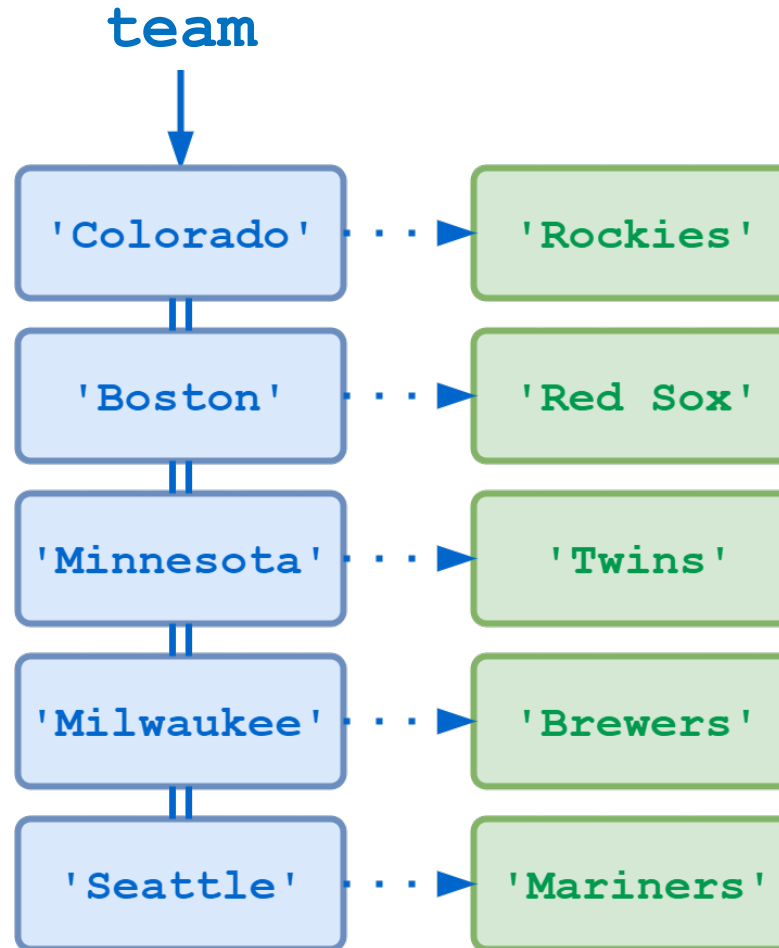 team
'Colorado' 'Rockies'
'Boston' 'Red Sox'
'Minnesota' 'Twins'
'Milwaukee' 'Brewers'
'Seattle' 'Mariners'